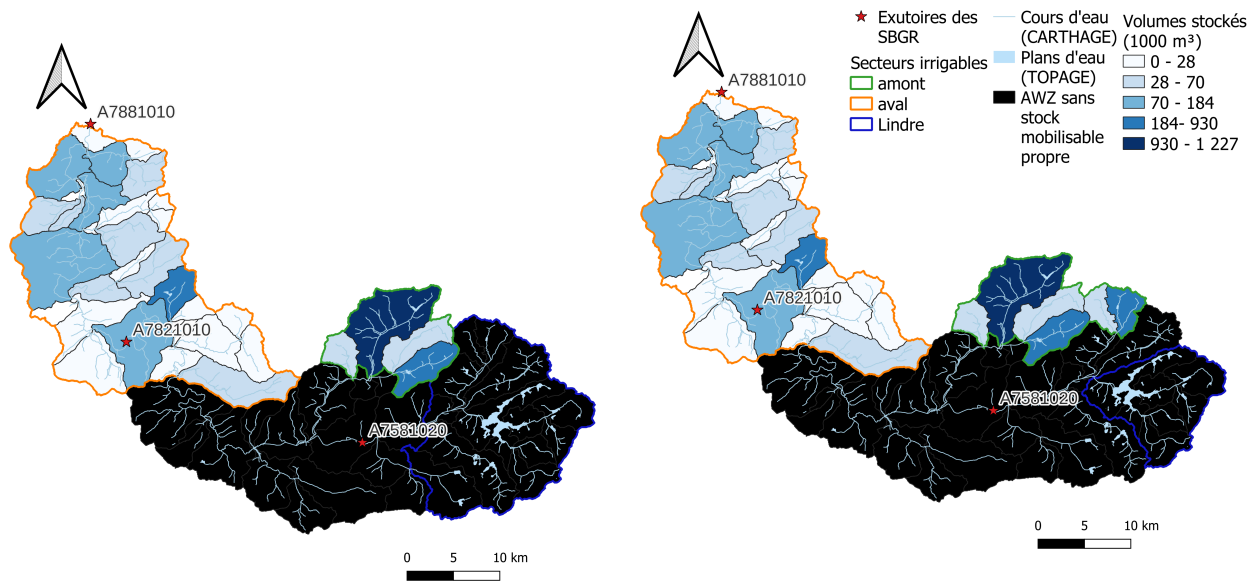 A7881010
A7821010
A7581020
0 5 10 km
A7881010
A7821010
A7581020
0 5 10 km
Exutoires des
SBGR
Secteurs irrigables
amont
aval
Lindre
Cours d'eau
(CARTHAGE)
Plans d'eau
(TOPAGE)
AWZ sans
stock
mobilisable
propre
Volumes stockés
(1000 m³)
0 - 28
28 - 70
70 - 184
184- 930
930 - 1 227